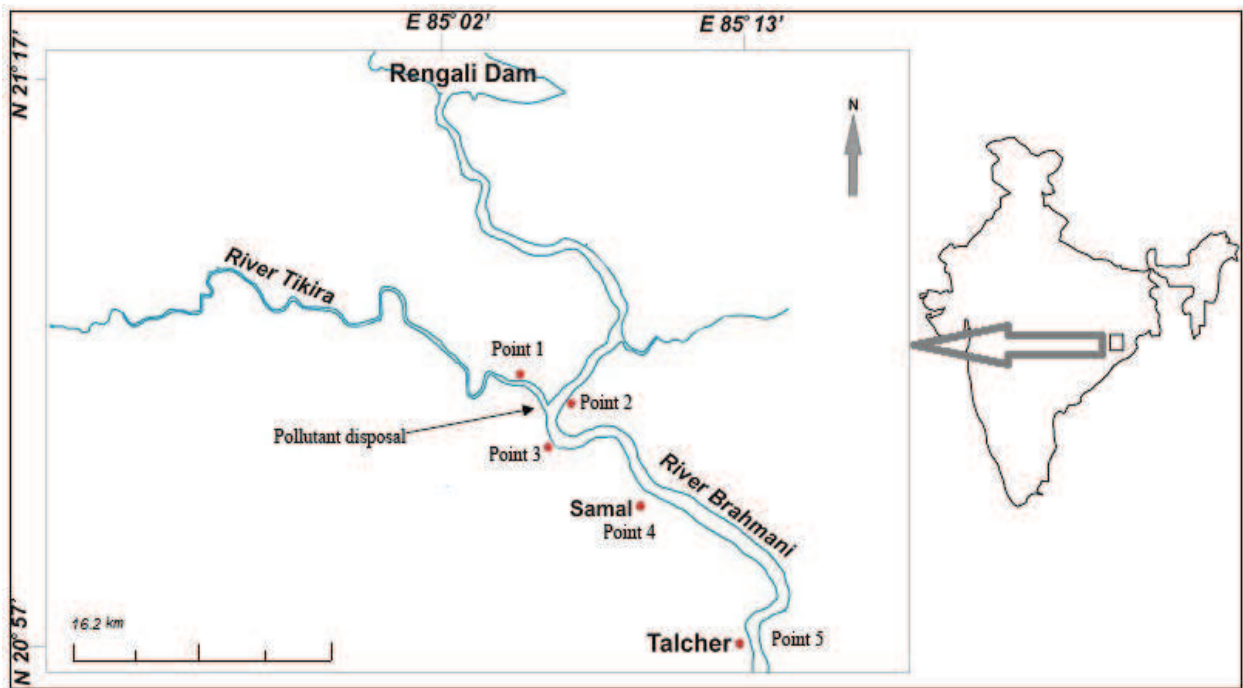 E 85° 02'
E 85° 13'
N 21° 17'
Rengali Dam
N
River Tikira
Point 1
Point 2
Pollutant disposal
Point 3
River Brahmani
Samal
Point 4
16.2 km
Talcher
Point 5
N 20° 57'